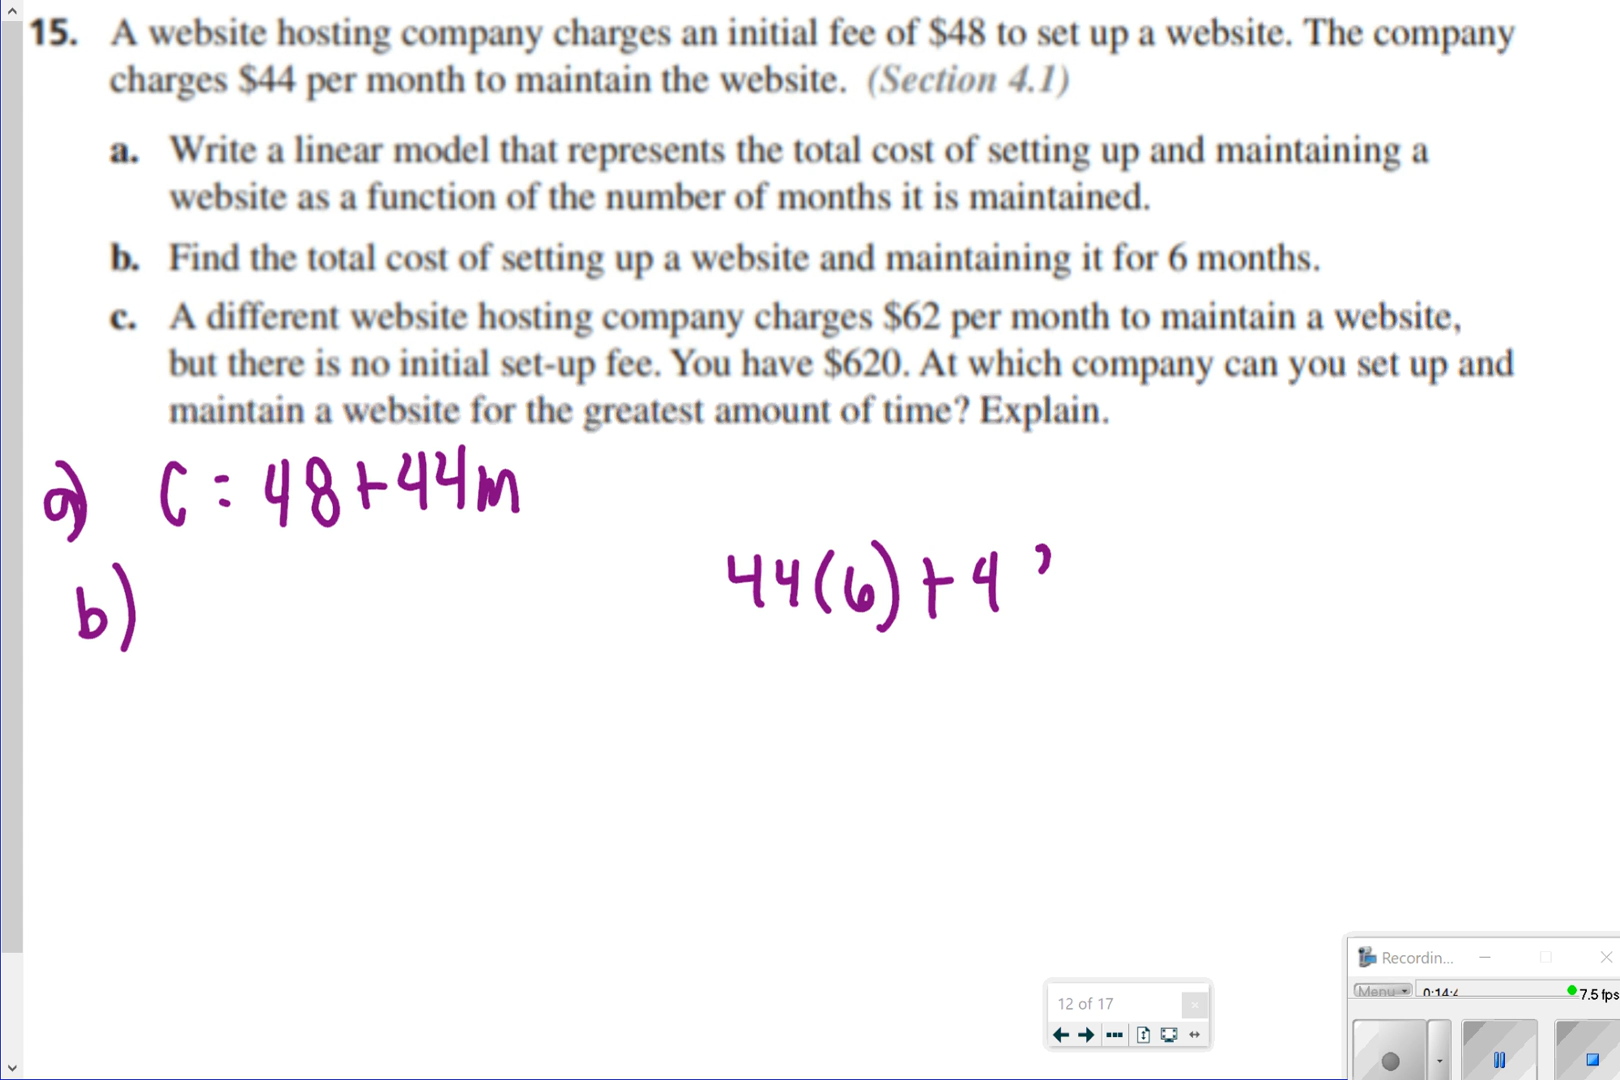 15. A website hosting company charges an initial fee of $48 to set up a website. The company
charges $44 per month to maintain the website. (Section 4.1)
a. Write a linear model that represents the total cost of setting up and maintaining a
website as a function of the number of months it is maintained.
b. Find the total cost of setting up a website and maintaining it for 6 months.
c. A different website hosting company charges $62 per month to maintain a website,
but there is no initial set-up fee. You have $620. At which company can you set up and
maintain a website for the greatest amount of time? Explain.
a) C = 48+44m
44(6)+4
b)
Recordin...
Menu
7.5 fps
12 of 17